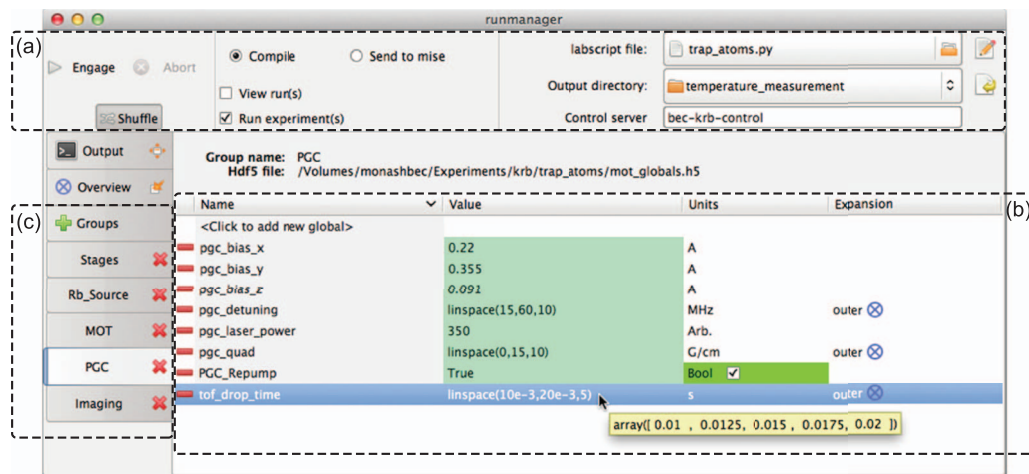 runmanager
(a)
Engage Abort
Compile Send to mise
View run(s)
Shuffle Run experiment(s)
labscript file: trap_atoms.py
Output directory: temperature_measurement
Control server bec-krb-control
Output
Overview
Group name: PGC
Hdf5 file: /Volumes/monashbec/Experiments/krb/trap_atoms/mot_globals.h5
(c)
Groups
Stages
Rb_Source
MOT
PGC
Imaging
(b)
Name Value Units Expansion
<Click to add new global>
pgc_bias_x 0.22 A
pgc_bias_y 0.355 A
pgc_bias_z 0.091 A
pgc_detuning linspace(15,60,10) MHz outer
pgc_laser_power 350 Arb.
pgc_quad linspace(0,15,10) G/cm outer
PGC_Repump True Bool
tof_drop_time linspace(10e-3,20e-3,5) s outer
array([ 0.01 , 0.0125, 0.015 , 0.0175, 0.02 ])